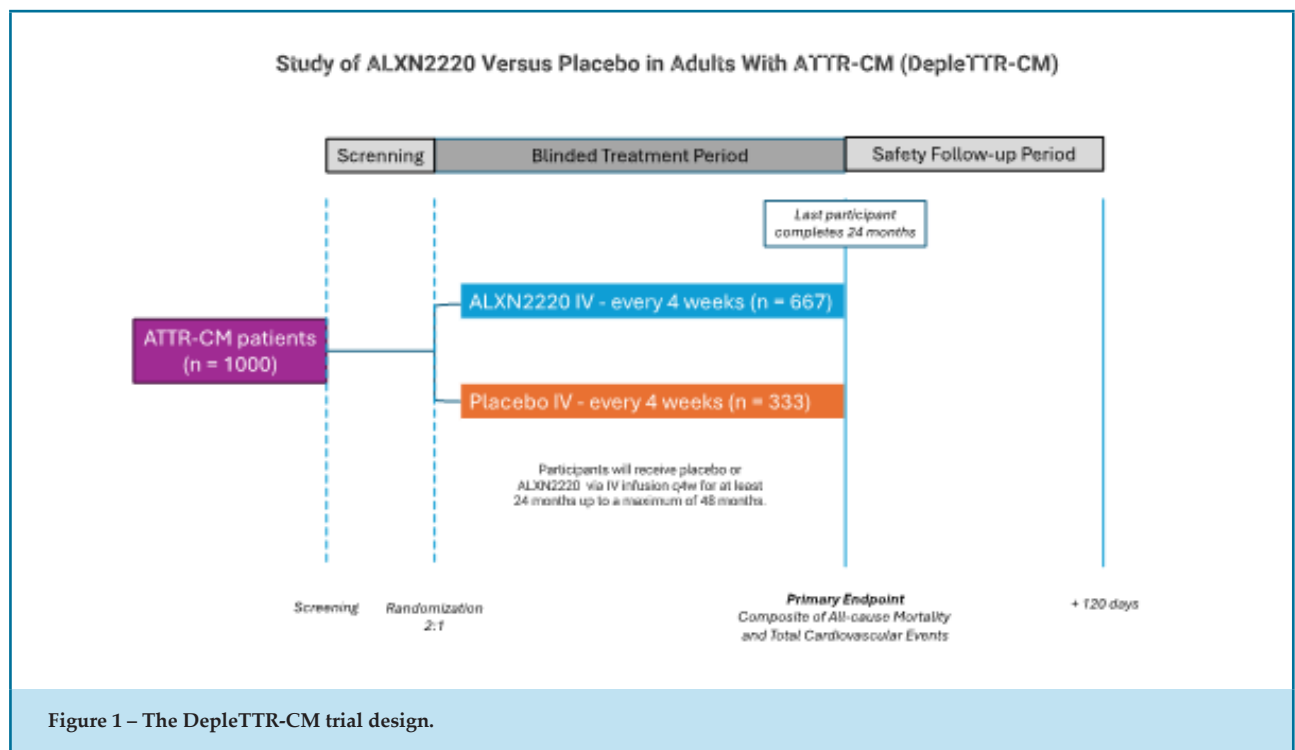 Study of ALXN2220 Versus Placebo in Adults With ATTR-CM (DepleTTR-CM)
Screnning
Blinded Treatment Period
Safety Follow-up Period
Last participant
completes 24 months
ALXN2220 IV - every 4 weeks (n = 667)
ATTR-CM patients
(n = 1000)
Placebo IV - every 4 weeks (n = 333)
Participants will receive placebo or
ALXN2220 via IV infusion q4w for at least
24 months up to a maximum of 48 months.
Screening
Randomization
2:1
Primary Endpoint
Composite of All-cause Mortality
and Total Cardiovascular Events
+ 120 days
Figure 1 – The DepleTTR-CM trial design.